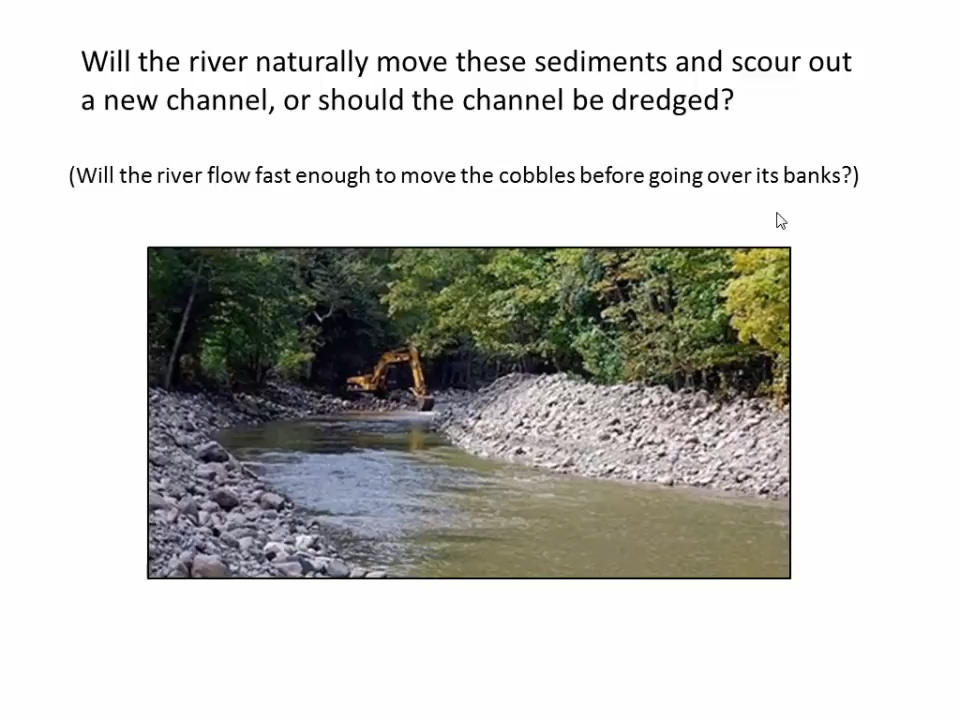 Will the river naturally move these sediments and scour out
a new channel, or should the channel be dredged?
(Will the river flow fast enough to move the cobbles before going over its banks?)